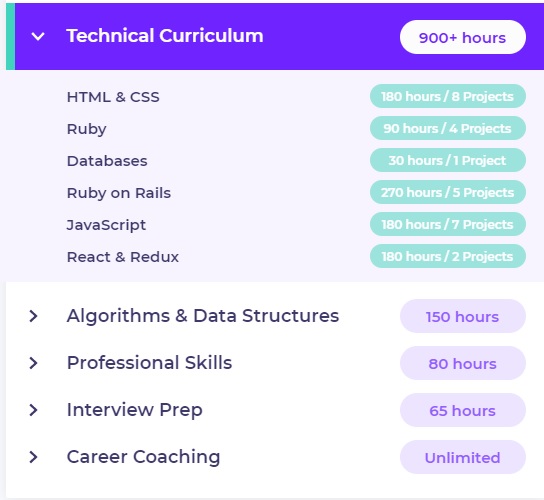 Technical Curriculum 900+ hours
HTML & CSS 180 hours / 8 Projects
Ruby 90 hours / 4 Projects
Databases 30 hours / 1 Project
Ruby on Rails 270 hours / 5 Projects
JavaScript 180 hours / 7 Projects
React & Redux 180 hours / 2 Projects
Algorithms & Data Structures 150 hours
Professional Skills 80 hours
Interview Prep 65 hours
Career Coaching Unlimited